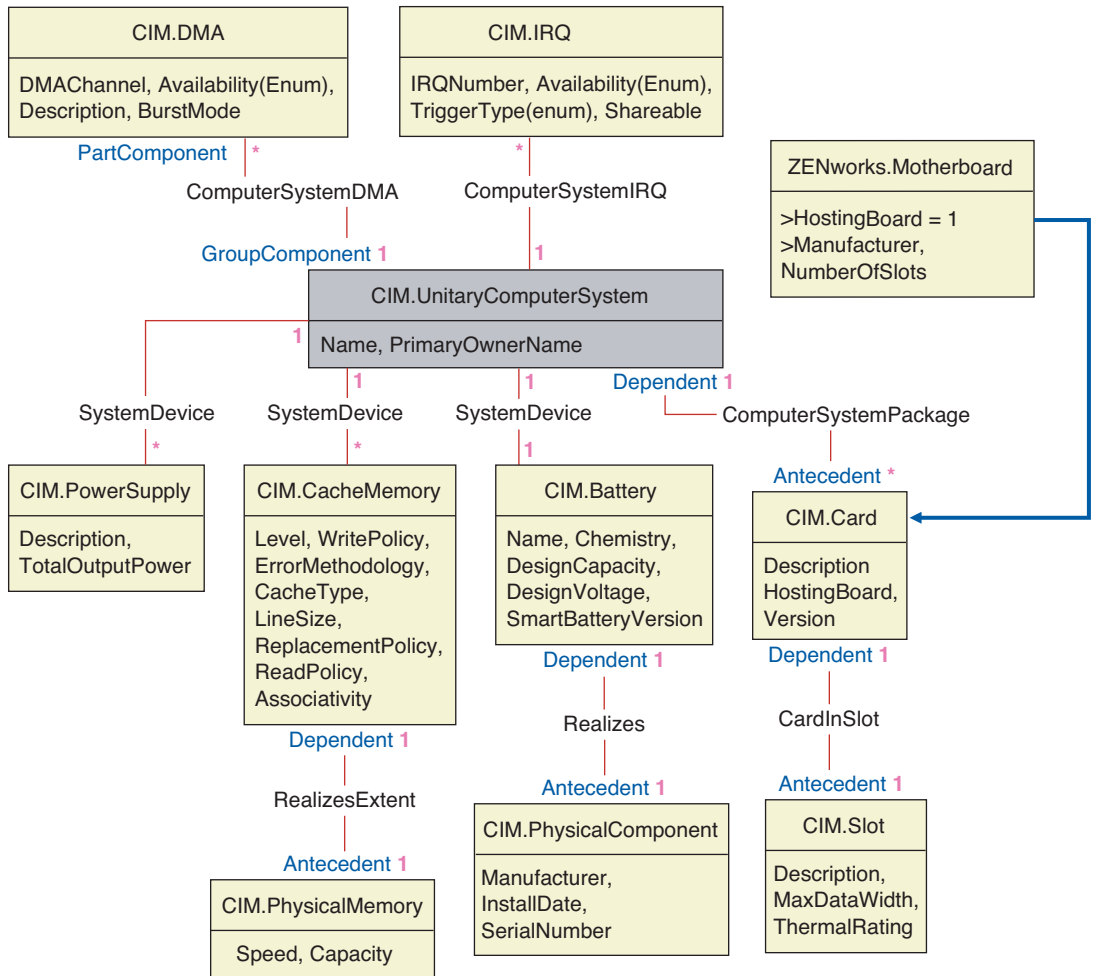 CIM.DMA
DMAChannel, Availability(Enum),
Description, BurstMode
CIM.IRQ
IRQNumber, Availability(Enum),
TriggerType(enum), Shareable
PartComponent *
*
ZENworks.Motherboard
>HostingBoard = 1
>Manufacturer,
NumberOfSlots
ComputerSystemDMA
ComputerSystemIRQ
GroupComponent 1
1
CIM.UnitaryComputerSystem
Name, PrimaryOwnerName
1
1
1
Dependent 1
SystemDevice
SystemDevice
SystemDevice
ComputerSystemPackage
*
*
1
Antecedent *
CIM.PowerSupply
Description,
TotalOutputPower
CIM.CacheMemory
Level, WritePolicy,
ErrorMethodology,
CacheType,
LineSize,
ReplacementPolicy,
ReadPolicy,
Associativity
CIM.Battery
Name, Chemistry,
DesignCapacity,
DesignVoltage,
SmartBatteryVersion
CIM.Card
Description
HostingBoard,
Version
Dependent 1
Dependent 1
Dependent 1
RealizesExtent
Realizes
CardInSlot
Antecedent 1
Antecedent 1
Antecedent 1
CIM.PhysicalMemory
Speed, Capacity
CIM.PhysicalComponent
Manufacturer,
InstallDate,
SerialNumber
CIM.Slot
Description,
MaxDataWidth,
ThermalRating